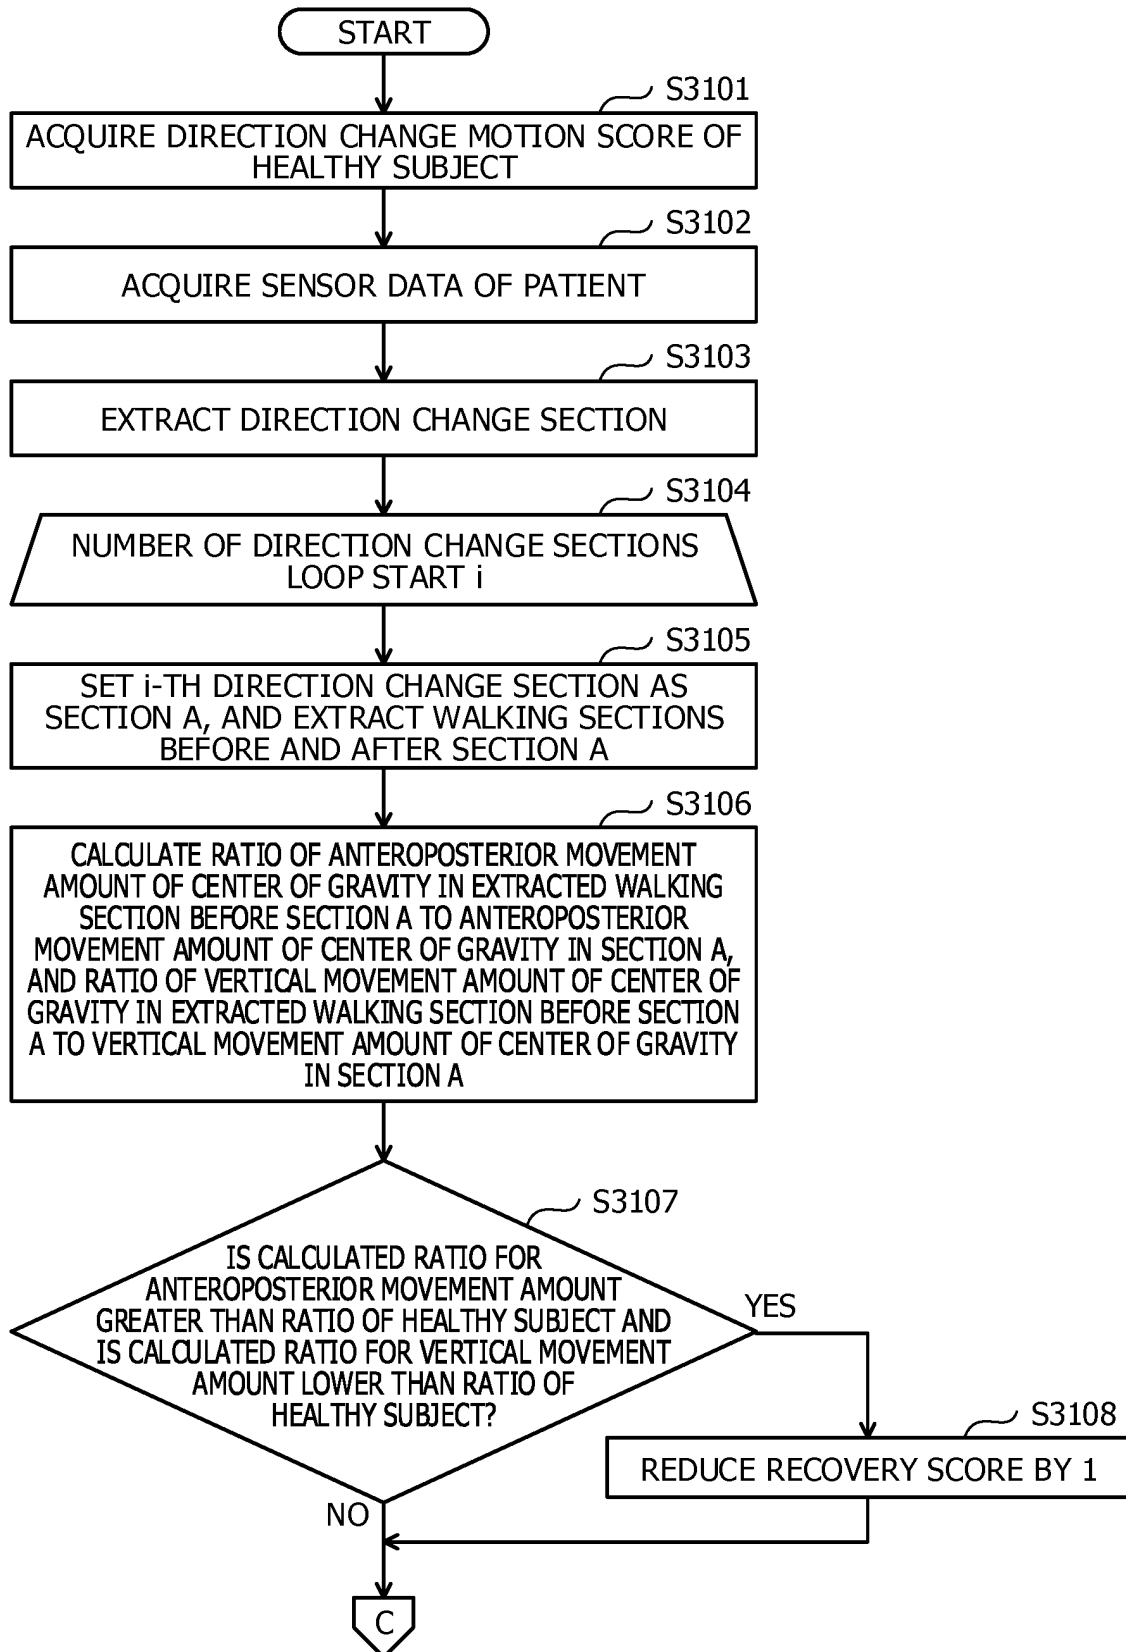 START
S3101
ACQUIRE DIRECTION CHANGE MOTION SCORE OF
HEALTHY SUBJECT
S3102
ACQUIRE SENSOR DATA OF PATIENT
S3103
EXTRACT DIRECTION CHANGE SECTION
S3104
NUMBER OF DIRECTION CHANGE SECTIONS
LOOP START i
S3105
SET i-TH DIRECTION CHANGE SECTION AS
SECTION A, AND EXTRACT WALKING SECTIONS
BEFORE AND AFTER SECTION A
S3106
CALCULATE RATIO OF ANTEROPOSTERIOR MOVEMENT
AMOUNT OF CENTER OF GRAVITY IN EXTRACTED WALKING
SECTION BEFORE SECTION A TO ANTEROPOSTERIOR
MOVEMENT AMOUNT OF CENTER OF GRAVITY IN SECTION A,
AND RATIO OF VERTICAL MOVEMENT AMOUNT OF CENTER OF
GRAVITY IN EXTRACTED WALKING SECTION BEFORE SECTION
A TO VERTICAL MOVEMENT AMOUNT OF CENTER OF GRAVITY
IN SECTION A
S3107
IS CALCULATED RATIO FOR
ANTEROPOSTERIOR MOVEMENT AMOUNT
GREATER THAN RATIO OF HEALTHY SUBJECT AND
IS CALCULATED RATIO FOR VERTICAL MOVEMENT
AMOUNT LOWER THAN RATIO OF
HEALTHY SUBJECT?
YES
S3108
REDUCE RECOVERY SCORE BY 1
NO
C